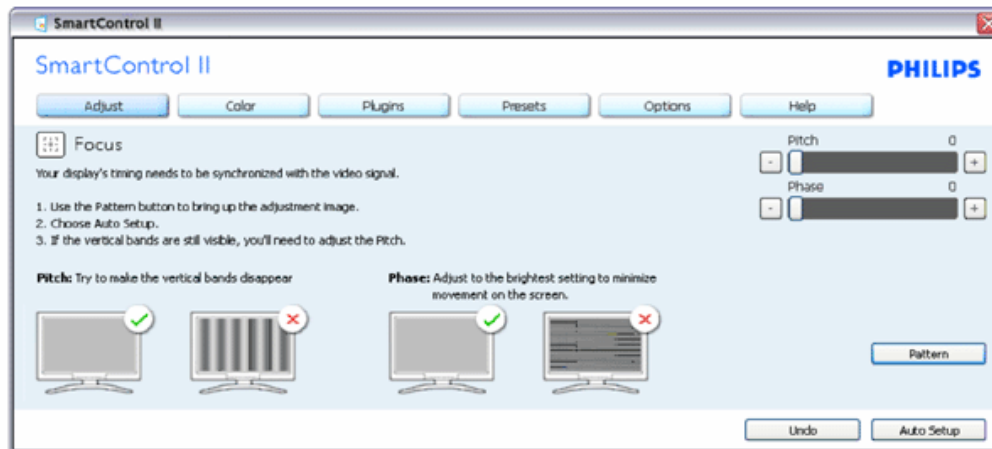 SmartControl II
SmartControl II
PHILIPS
Adjust Color Plugins Presets Options Help
Focus
Pitch 0
- +
Phase 0
- +
Your display's timing needs to be synchronized with the video signal.
1. Use the Pattern button to bring up the adjustment image.
2. Choose Auto Setup.
3. If the vertical bands are still visible, you'll need to adjust the Pitch.
Pitch: Try to make the vertical bands disappear
Phase: Adjust to the brightest setting to minimize
movement on the screen.
Pattern
Undo Auto Setup